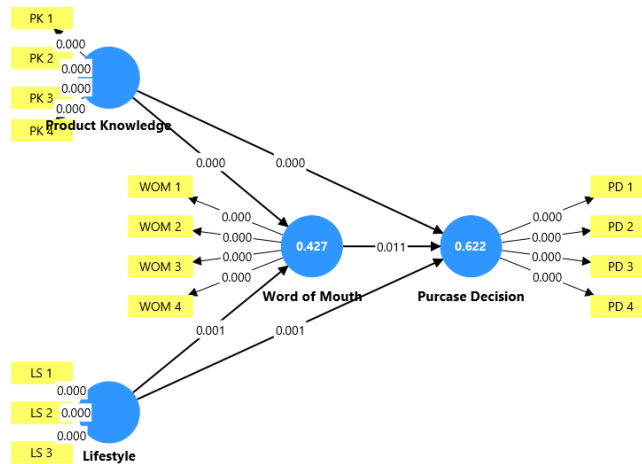 PK 1
0.000
PK 2
0.000
0.000
PK 3
0.000
PK 4
Product Knowledge
0.000
0.000
WOM 1
0.000
WOM 2
0.000
WOM 3
0.000
WOM 4
0.000
0.427
Word of Mouth
0.011
0.622
Purcase Decision
PD 1
0.000
PD 2
0.000
PD 3
0.000
PD 4
0.000
0.001
0.001
LS 1
0.000
LS 2
0.000
LS 3
0.000
Lifestyle